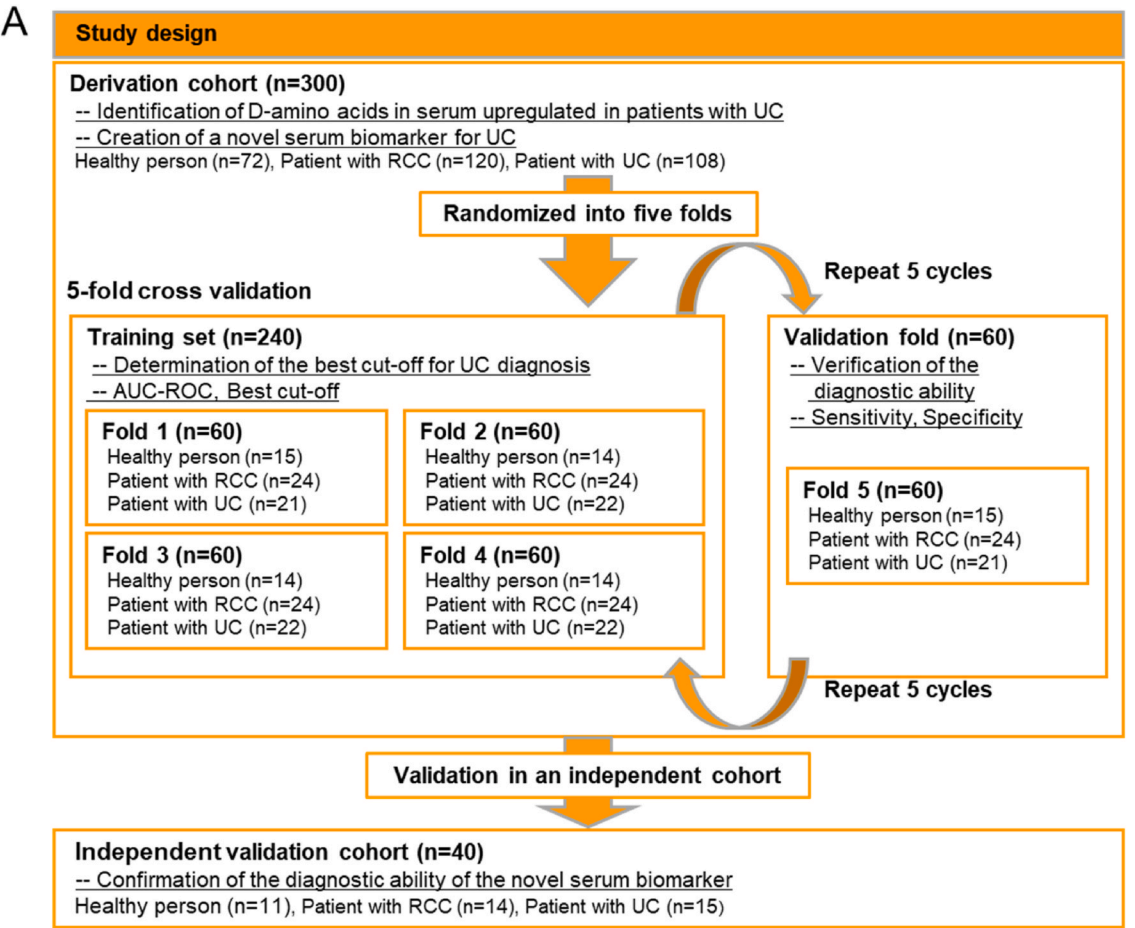 A
Study design
Derivation cohort (n=300)
-- Identification of D-amino acids in serum upregulated in patients with UC
-- Creation of a novel serum biomarker for UC
Healthy person (n=72), Patient with RCC (n=120), Patient with UC (n=108)
Randomized into five folds
Repeat 5 cycles
5-fold cross validation
Training set (n=240)
-- Determination of the best cut-off for UC diagnosis
-- AUC-ROC, Best cut-off
Fold 1 (n=60)
Healthy person (n=15)
Patient with RCC (n=24)
Patient with UC (n=21)
Fold 2 (n=60)
Healthy person (n=14)
Patient with RCC (n=24)
Patient with UC (n=22)
Fold 3 (n=60)
Healthy person (n=14)
Patient with RCC (n=24)
Patient with UC (n=22)
Fold 4 (n=60)
Healthy person (n=14)
Patient with RCC (n=24)
Patient with UC (n=22)
Validation fold (n=60)
-- Verification of the
diagnostic ability
-- Sensitivity, Specificity
Fold 5 (n=60)
Healthy person (n=15)
Patient with RCC (n=24)
Patient with UC (n=21)
Repeat 5 cycles
Validation in an independent cohort
Independent validation cohort (n=40)
-- Confirmation of the diagnostic ability of the novel serum biomarker
Healthy person (n=11), Patient with RCC (n=14), Patient with UC (n=15)